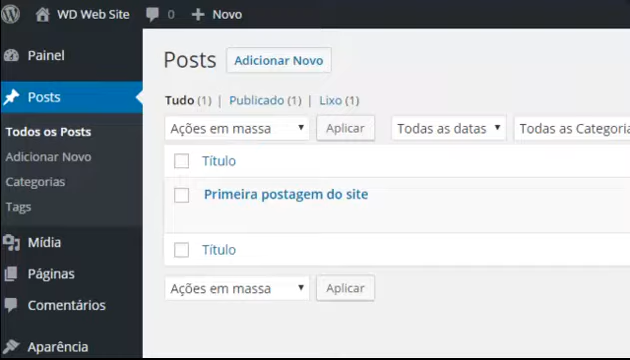 WD Web Site 0 Novo
Painel
Posts
Todos os Posts
Adicionar Novo
Categorias
Tags
Mídia
Páginas
Comentários
Aparência
Posts Adicionar Novo
Tudo (1) | Publicado (1) | Lixo (1)
Ações em massa Aplicar Todas as datas Todas as Categoria
Título
Primeira postagem do site
Título
Ações em massa Aplicar